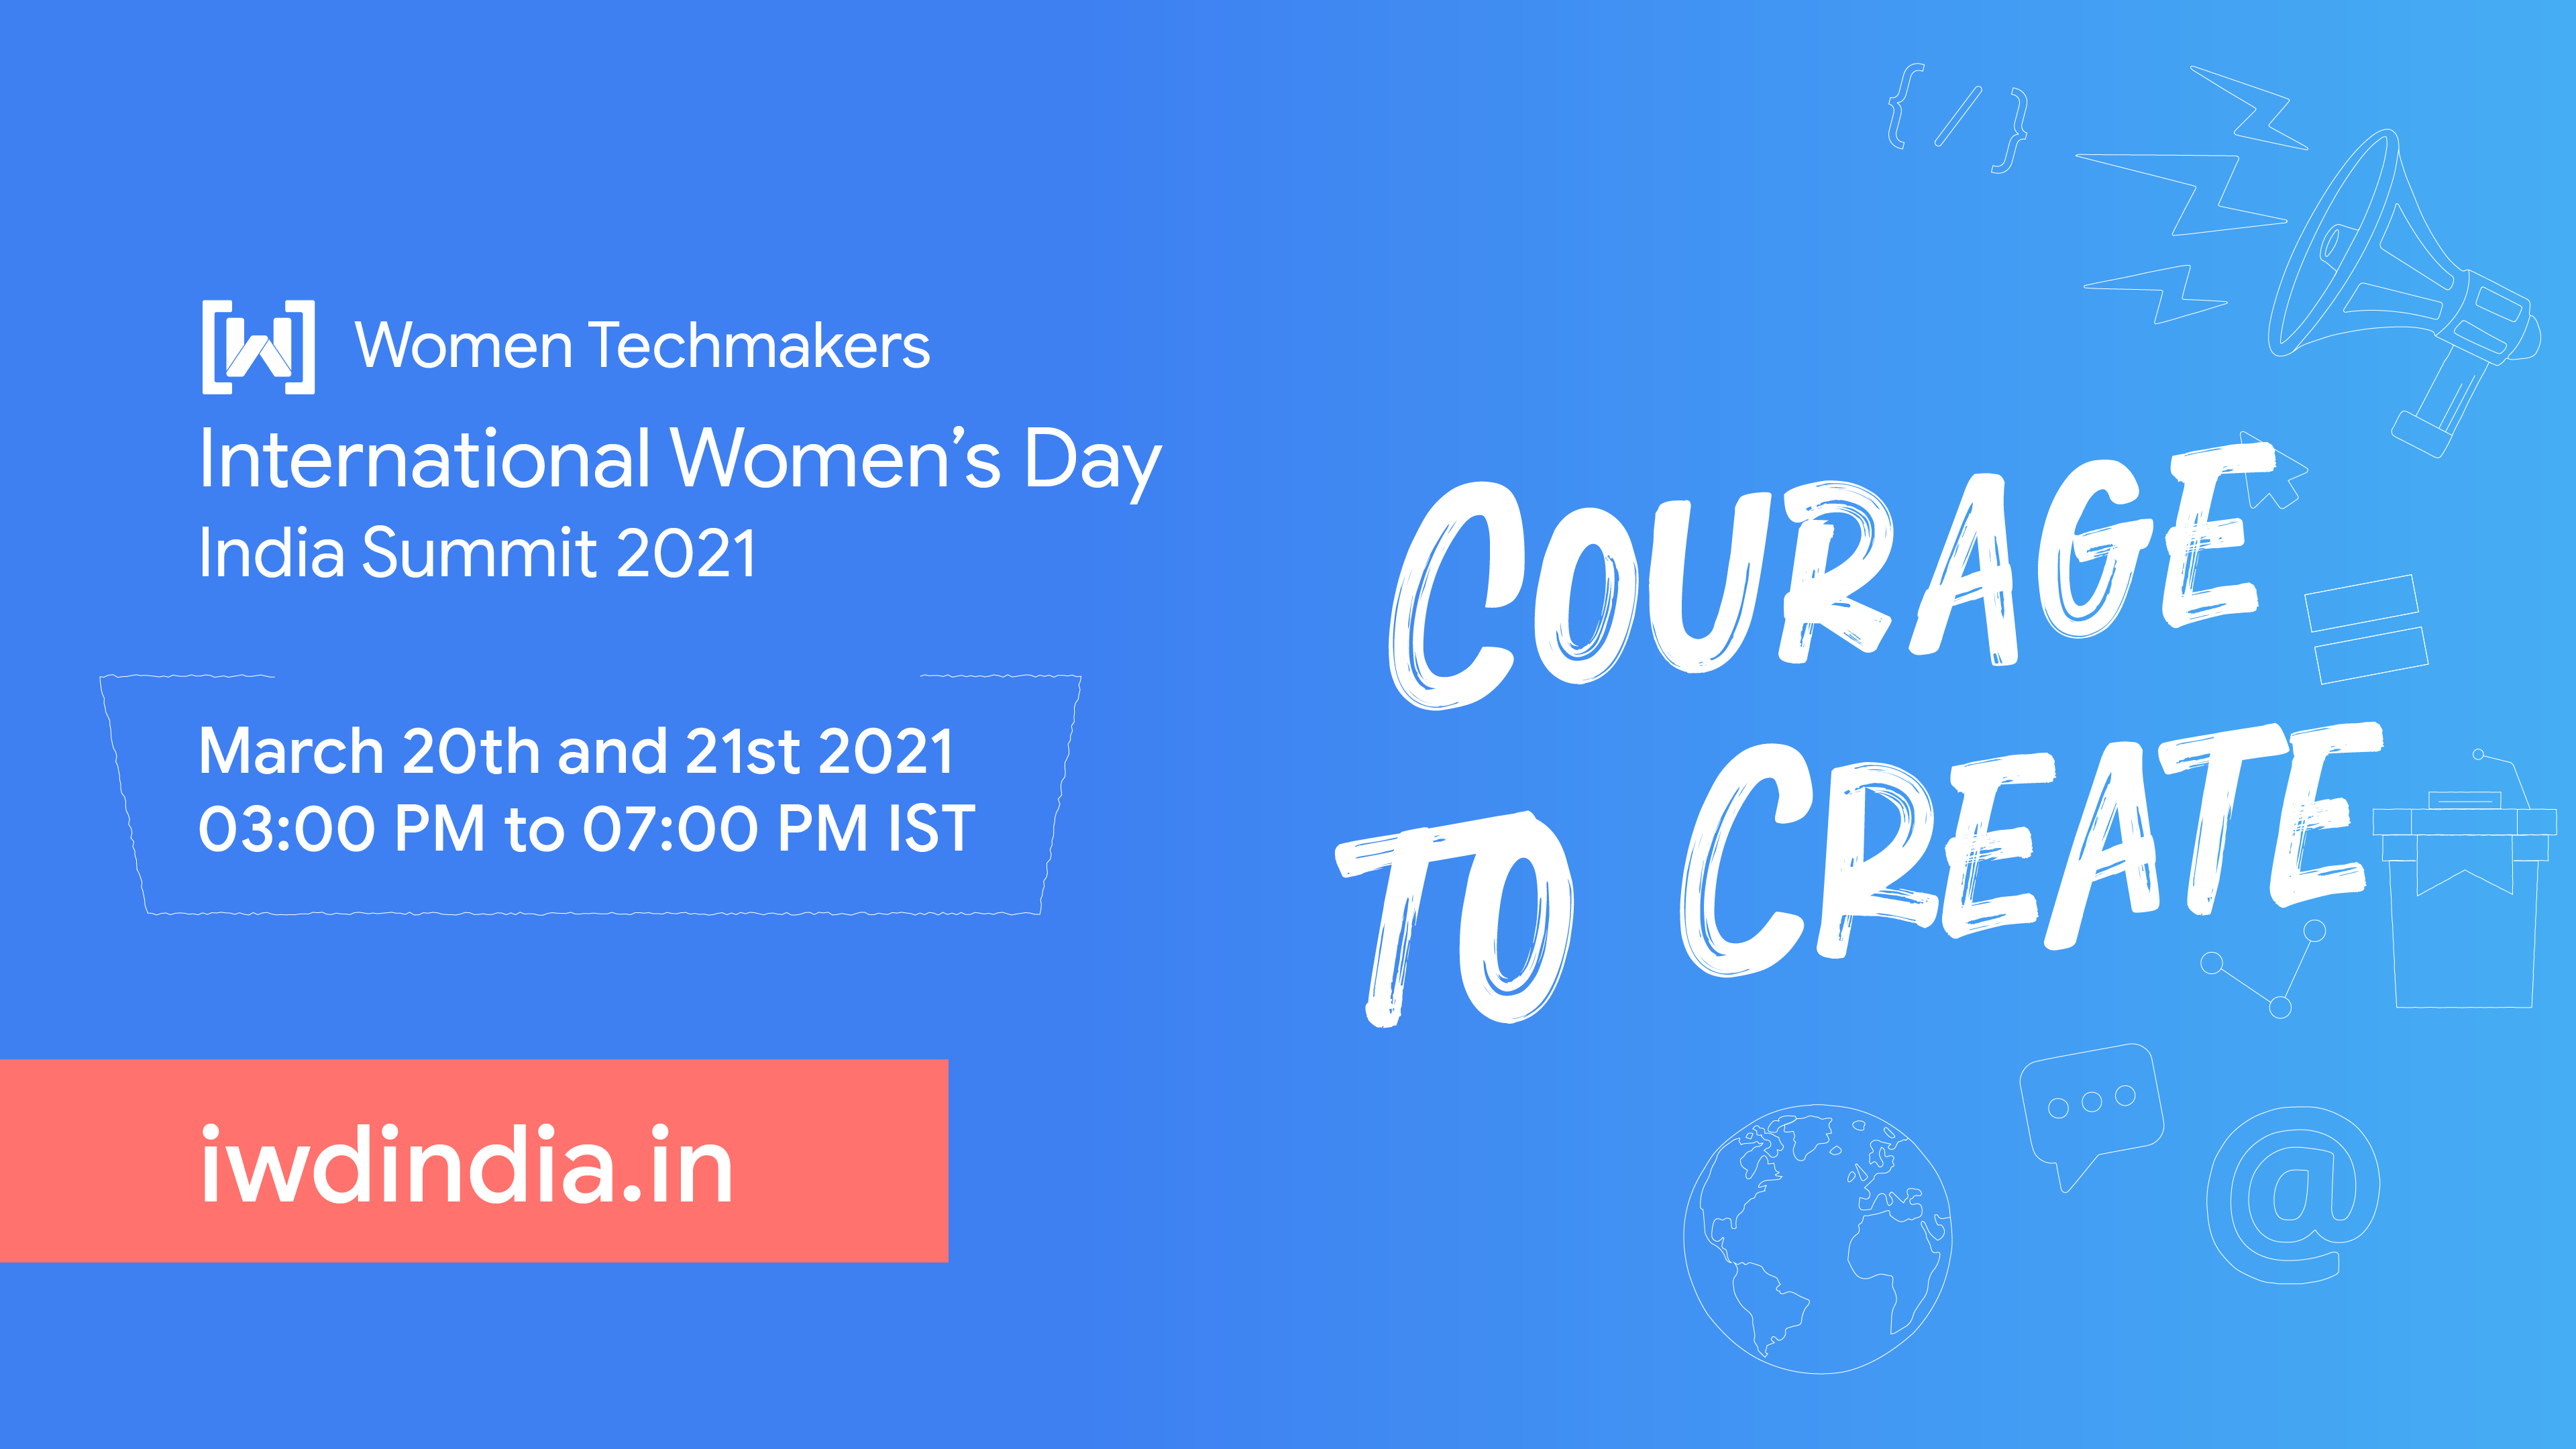 [W] Women Techmakers
International Women's Day
India Summit 2021
March 20th and 21st 2021
03:00 PM to 07:00 PM IST
iwdindia.in
{ / }
COURAGE
=
TO CREATE
@